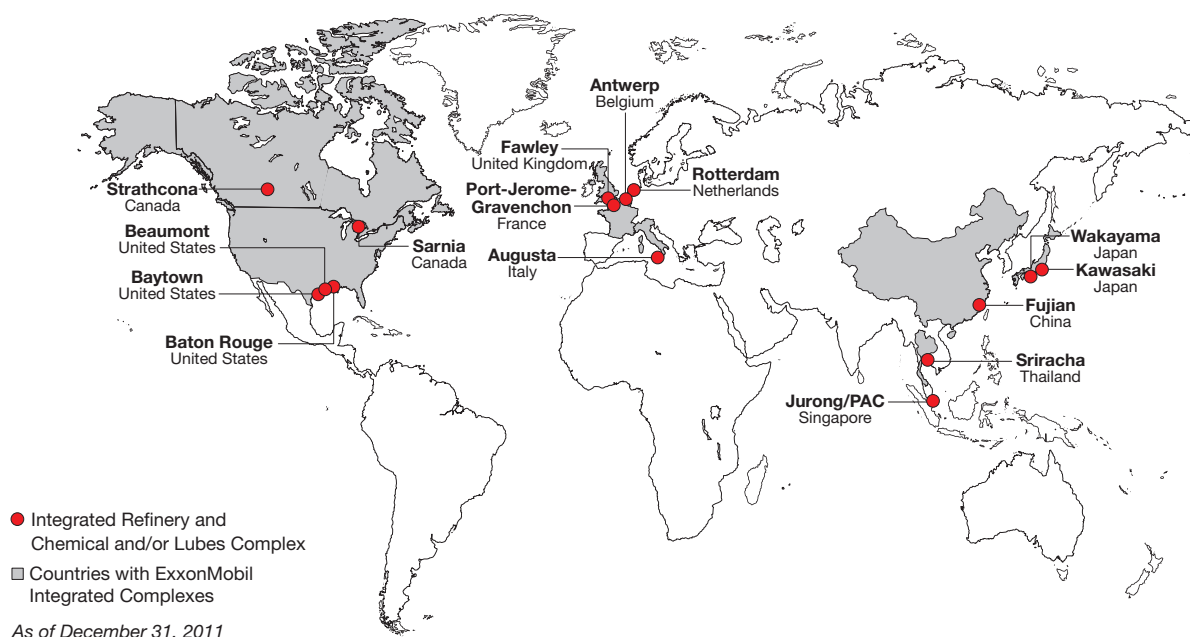 Antwerp
Belgium
Fawley
United Kingdom
Rotterdam
Netherlands
Strathcona
Canada
Port-Jerome-
Gravenchon
France
Beaumont
United States
Sarnia
Canada
Augusta
Italy
Wakayama
Japan
Baytown
United States
Kawasaki
Japan
Fujian
China
Baton Rouge
United States
Sriracha
Thailand
Jurong/PAC
Singapore
Integrated Refinery and
Chemical and/or Lubes Complex
Countries with ExxonMobil
Integrated Complexes
As of December 31, 2011